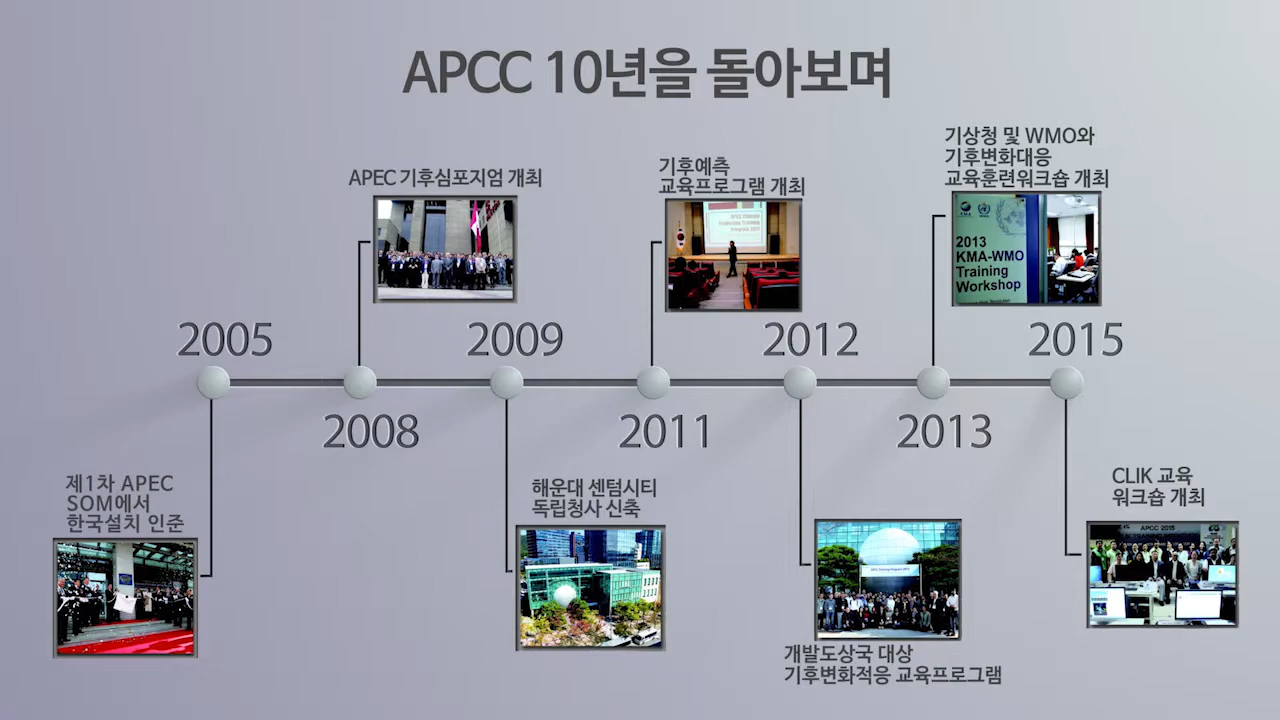 APCC 10년을 돌아보며
2005
제1차 APEC
SOM에서
한국설치 인준
2008
APEC 기후심포지엄 개최
2009
해운대 센텀시티
독립청사 신축
2011
기후예측
교육프로그램 개최
2012
개발도상국 대상
기후변화적응 교육프로그램
2013
기상청 및 WMO와
기후변화대응
교육훈련워크숍 개최
KMA
2013
KMA-WMO
Training
Workshop
2015
CLIK 교육
워크숍 개최
APCC 2015